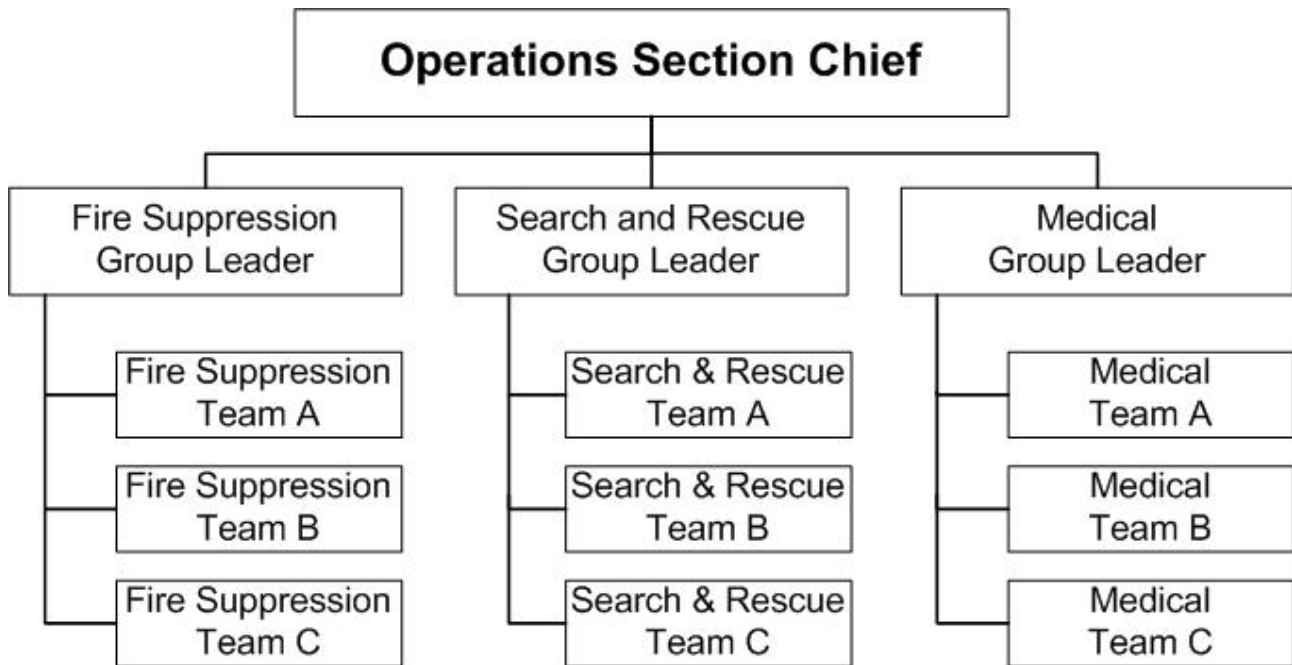 Operations Section Chief
Fire Suppression
Group Leader
Search and Rescue
Group Leader
Medical
Group Leader
Fire Suppression
Team A
Search & Rescue
Team A
Medical
Team A
Fire Suppression
Team B
Search & Rescue
Team B
Medical
Team B
Fire Suppression
Team C
Search & Rescue
Team C
Medical
Team C